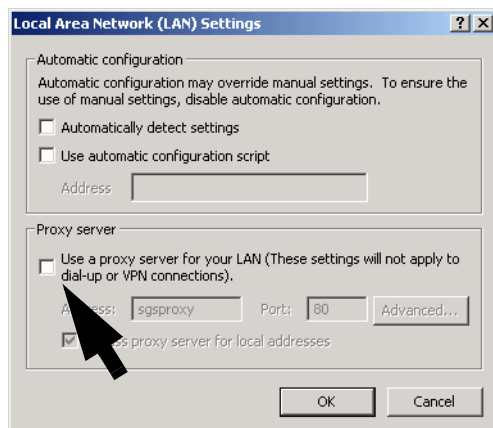 Local Area Network (LAN) Settings
Automatic configuration
Automatic configuration may override manual settings. To ensure the
use of manual settings, disable automatic configuration.
Automatically detect settings
Use automatic configuration script
Address
Proxy server
Use a proxy server for your LAN (These settings will not apply to
dial-up or VPN connections).
Address: sgsproxy Port: 80 Advanced...
proxy server for local addresses
OK Cancel